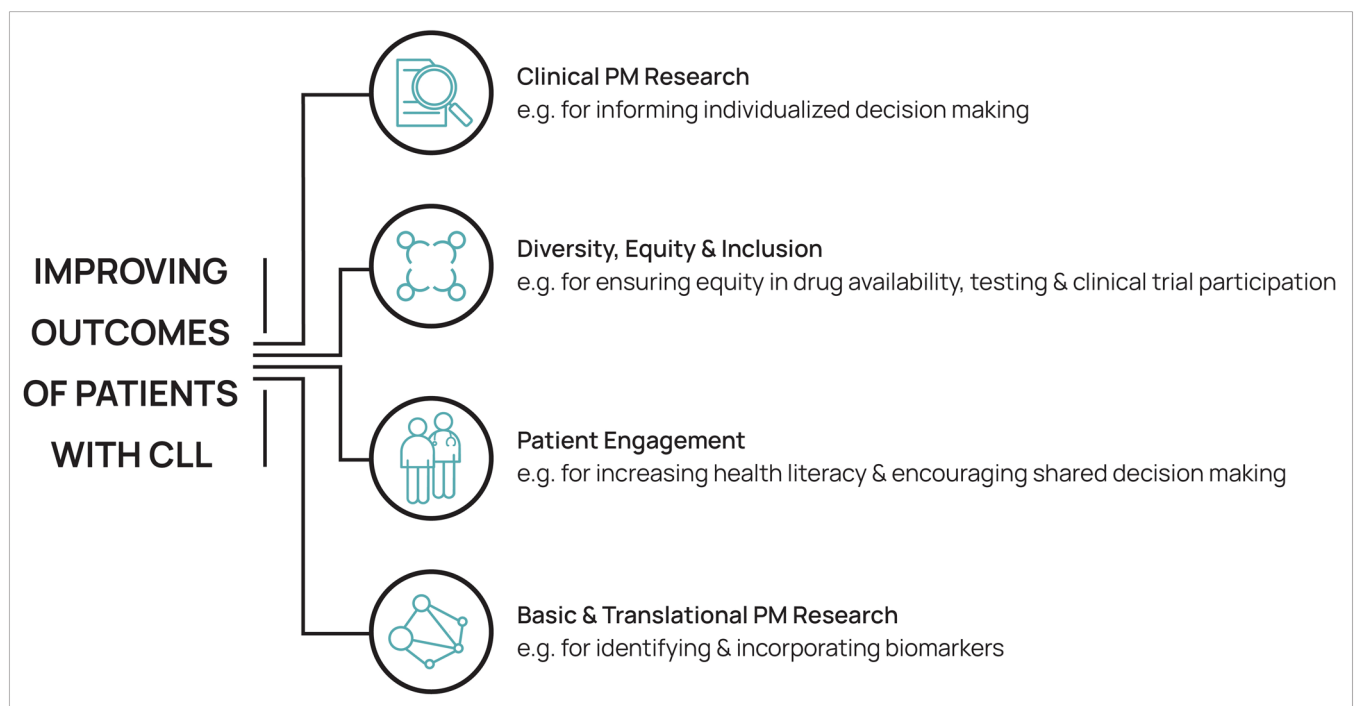 IMPROVING
OUTCOMES
OF PATIENTS
WITH CLL
Clinical PM Research
e.g. for informing individualized decision making
Diversity, Equity & Inclusion
e.g. for ensuring equity in drug availability, testing & clinical trial participation
Patient Engagement
e.g. for increasing health literacy & encouraging shared decision making
Basic & Translational PM Research
e.g. for identifying & incorporating biomarkers